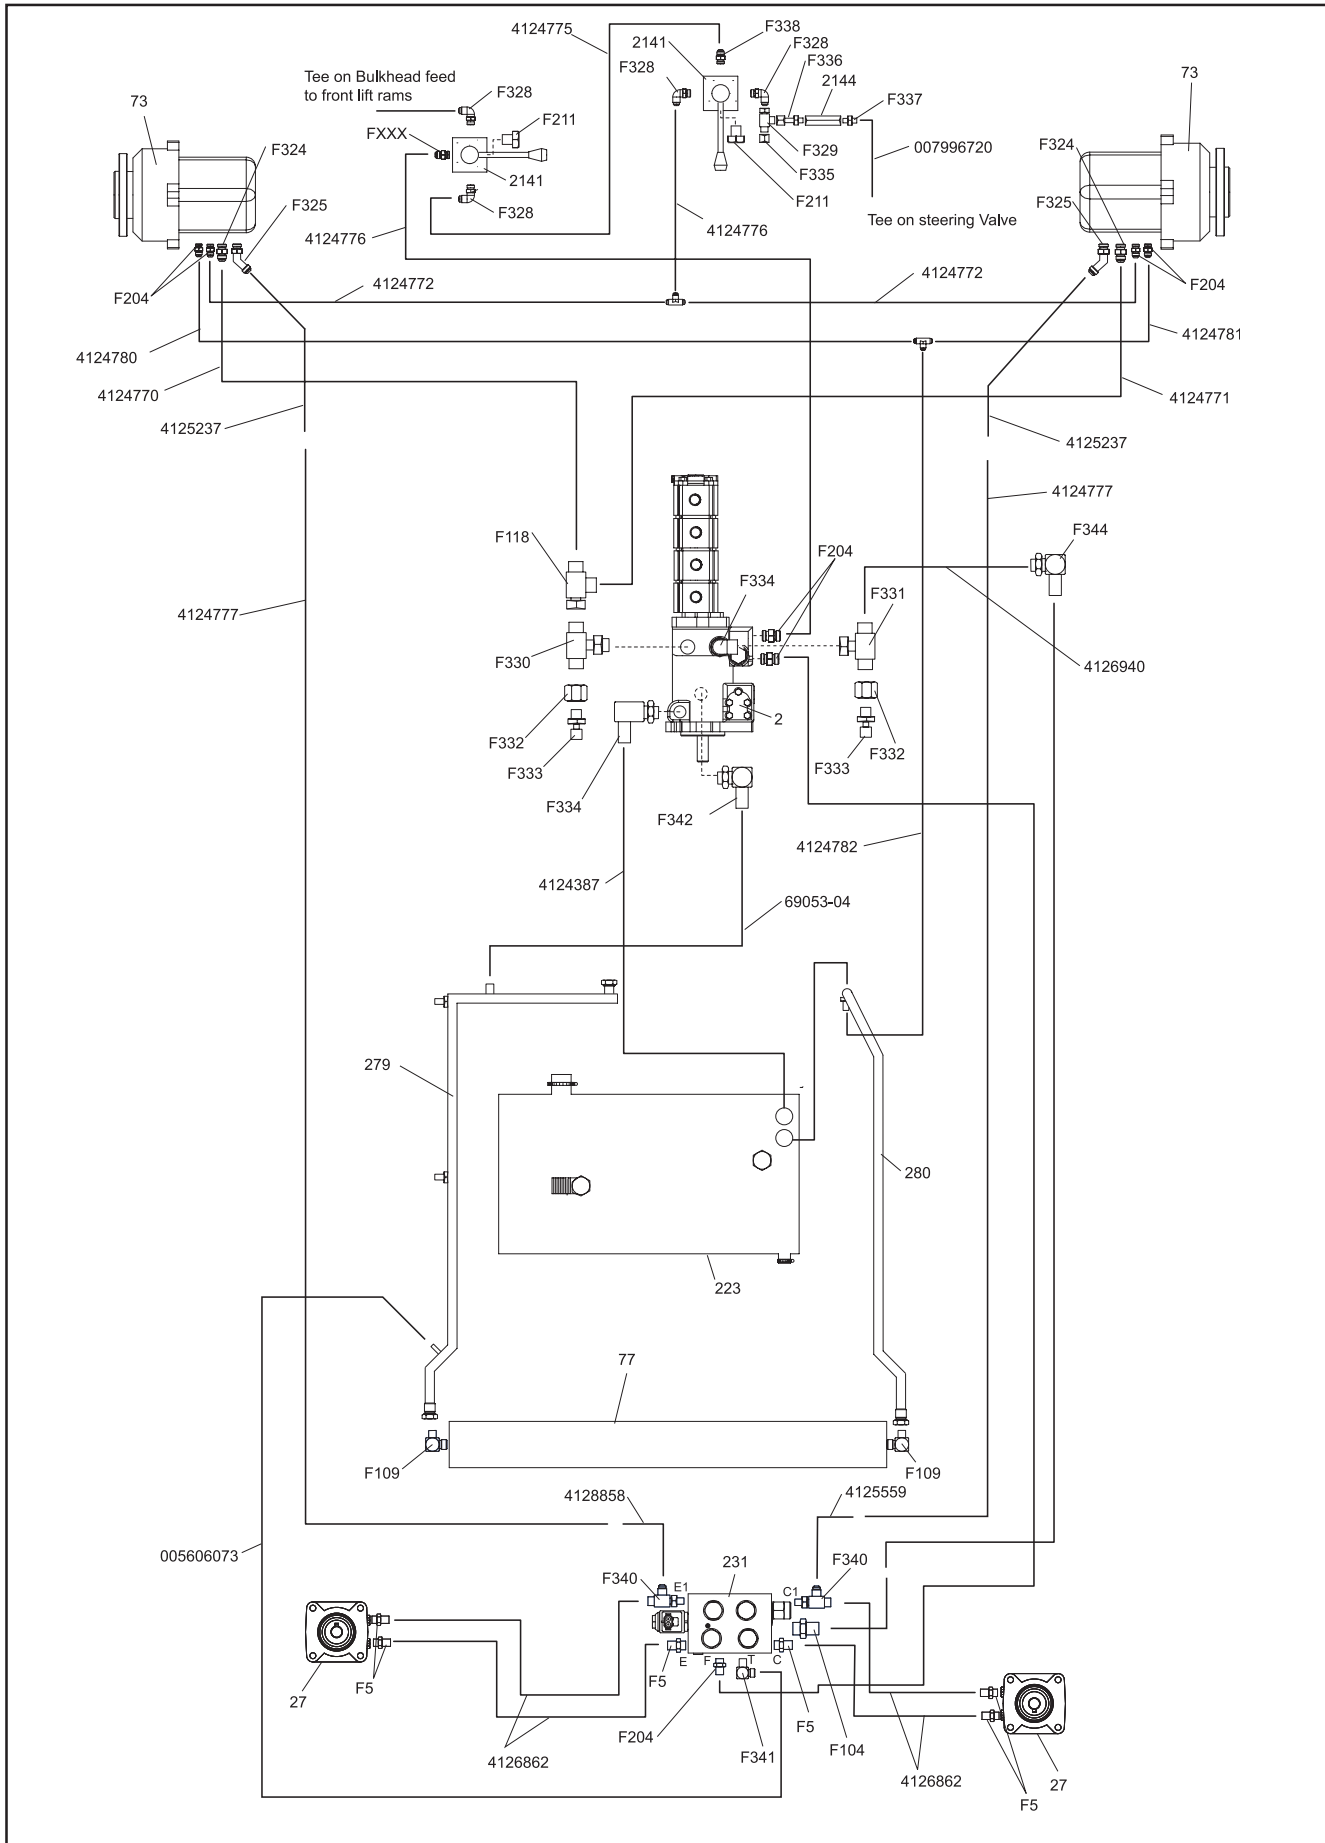 4124775
F338
2141
F328
F336
2144
F337
F328
Tee on Bulkhead feed
to front lift rams
F328
F211
FXXX
73
73
F324
F325
2141
F328
4124776
F329
F335
F211
007996720
Tee on steering Valve
F324
F325
4124776
F204
4124772
4124772
F204
4124780
4124781
4124770
4124771
4125237
4125237
4124777
F344
F118
F204
F334
F331
4124777
F330
4126940
F332
2
F332
F333
F333
F334
F342
4124782
4124387
69053-04
279
280
223
77
F109
F109
4128858
4125559
005606073
231
F340
E1
C1
F340
E
F
T
C
F5
F5
27
F204
F5
F341
F104
4126862
4126862
27
F5